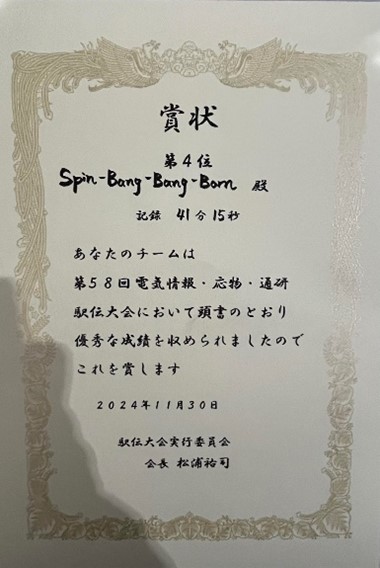 賞状
第4位
Spin-Bang-Bang-Born 殿
記録 41分15秒
あなたのチームは
第58回電気情報・応物・通研
駅伝大会において頭書のとおり
優秀な成績を収められましたので
これを賞します
2024年11月30日
駅伝大会実行委員会
会長 松浦祐司